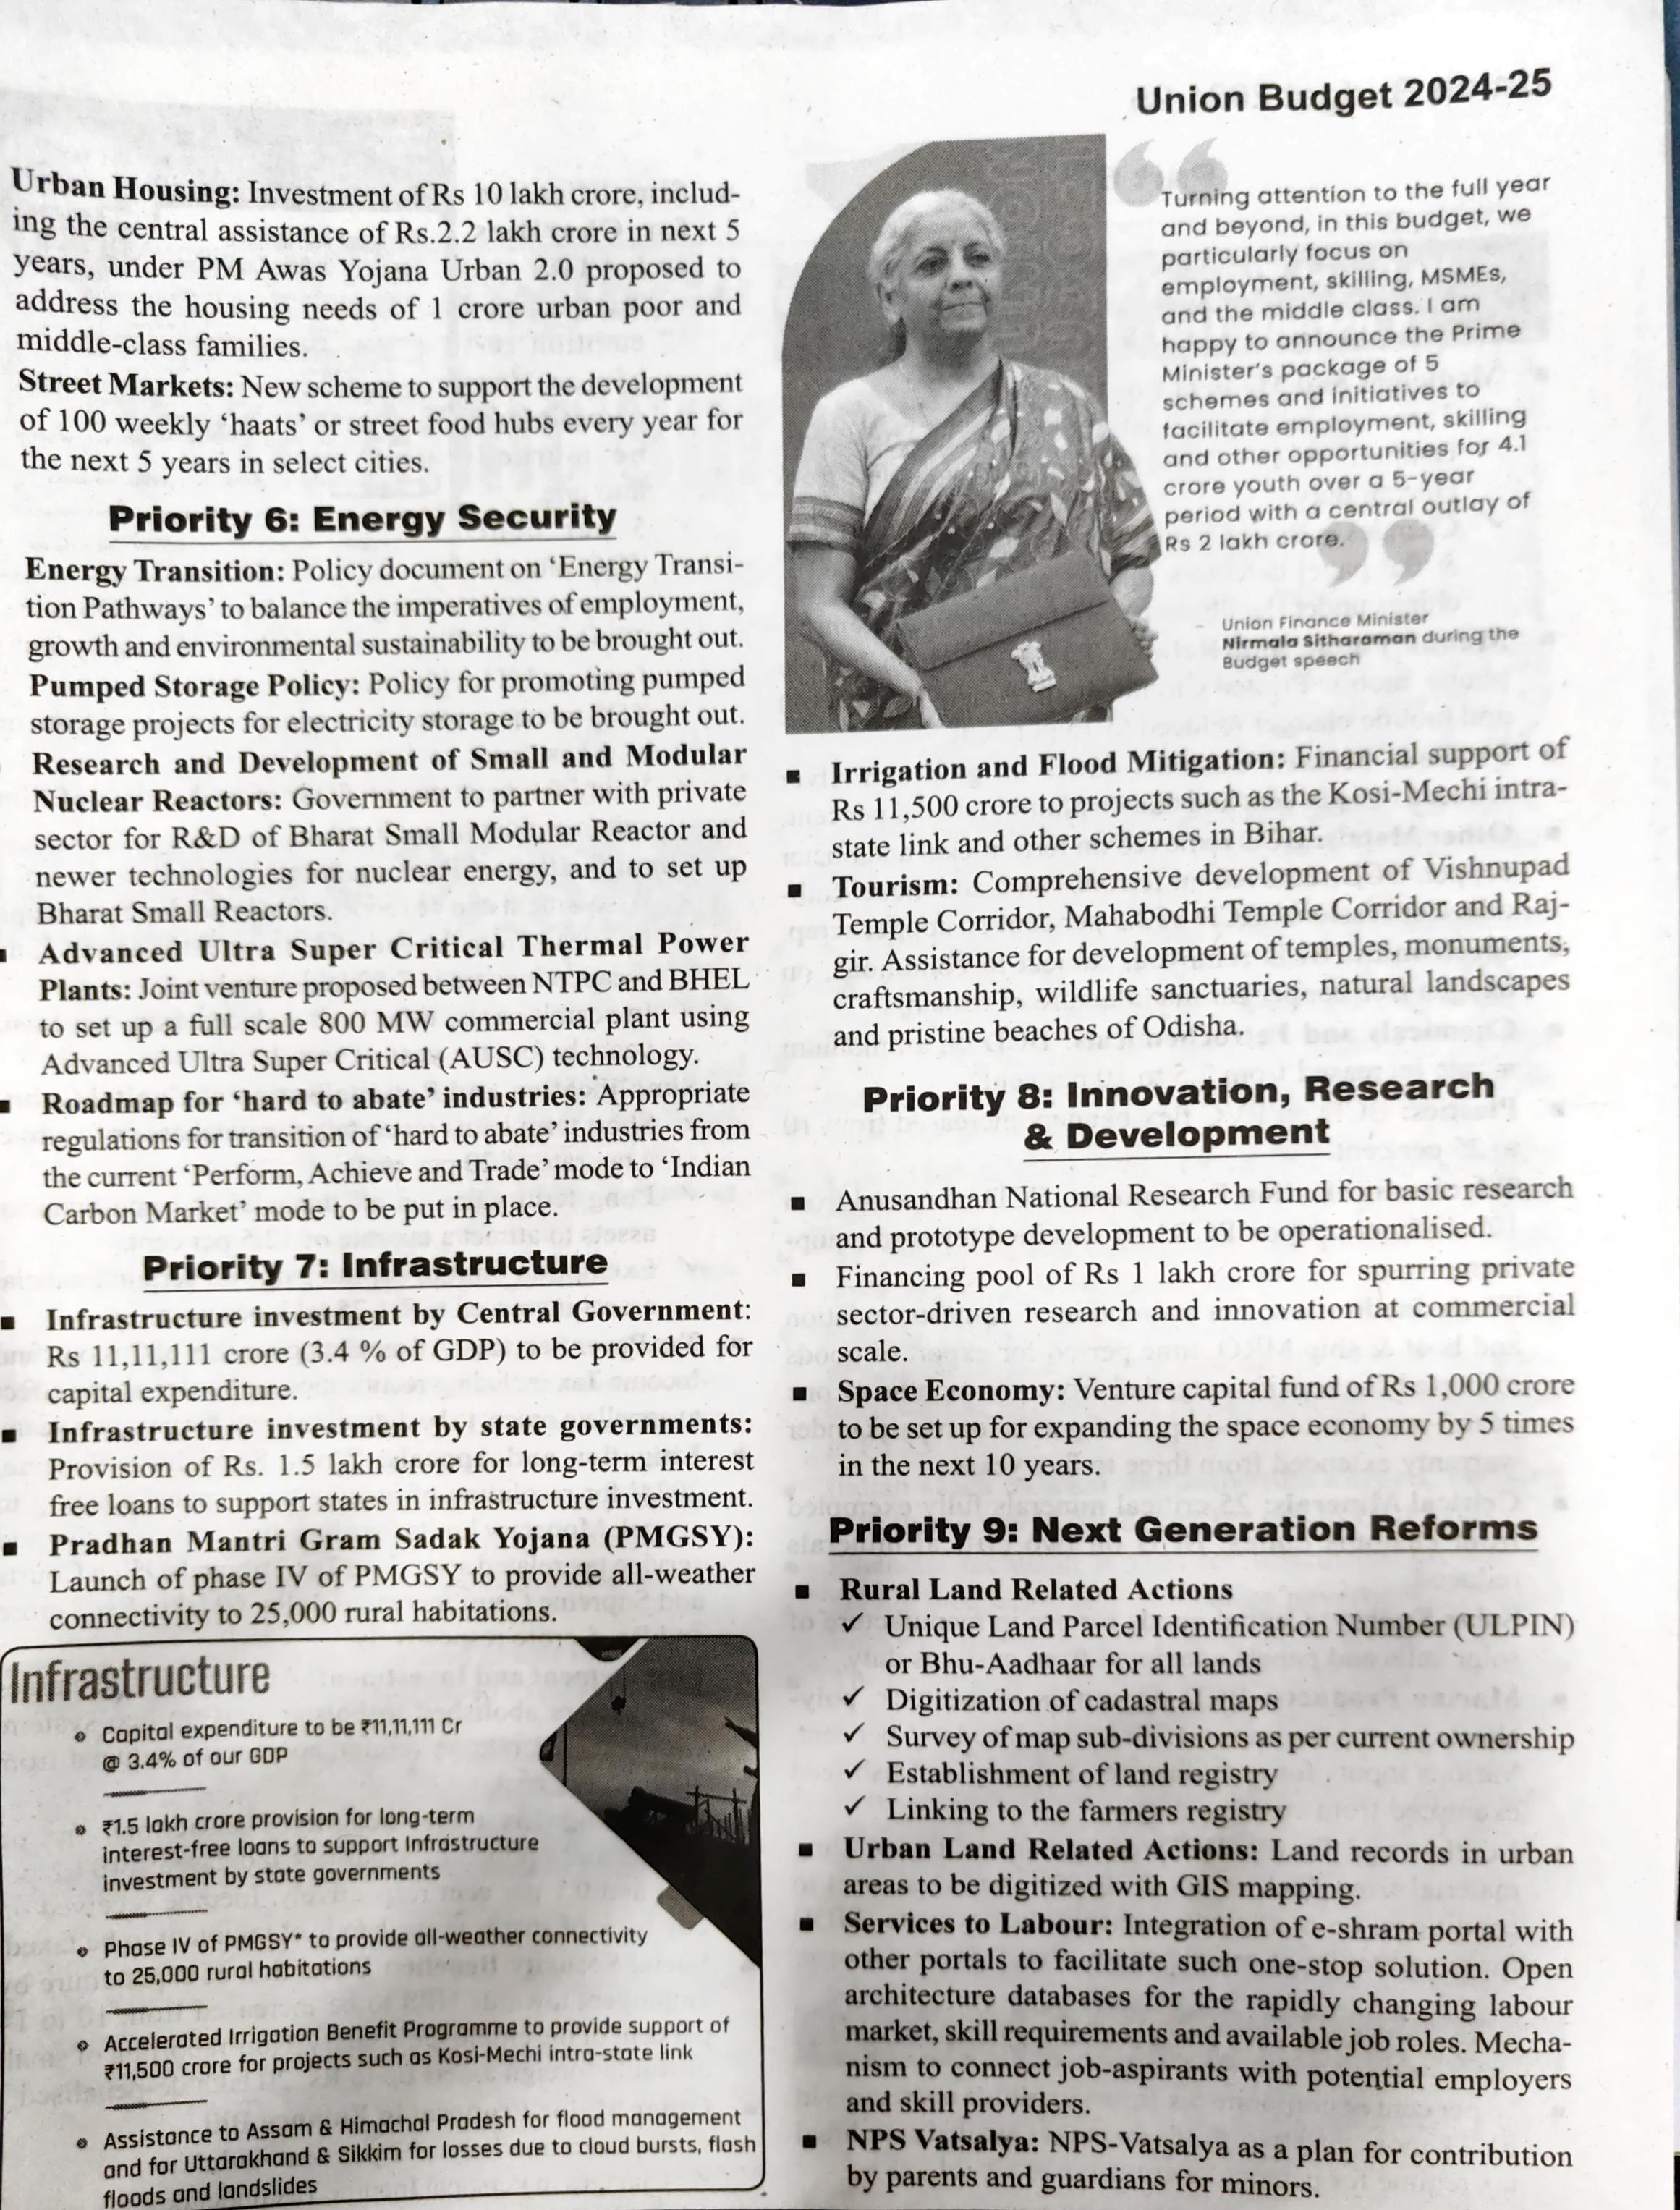 Union Budget 2024-25
Urban Housing: Investment of Rs 10 lakh crore, includ-
ing the central assistance of Rs.2.2 lakh crore in next 5
years, under PM Awas Yojana Urban 2.0 proposed to
address the housing needs of 1 crore urban poor and
middle-class families.
Street Markets: New scheme to support the development
of 100 weekly ‘haats’ or street food hubs every year for
the next 5 years in select cities.
Priority 6: Energy Security
Energy Transition: Policy document on ‘Energy Transi-
tion Pathways’ to balance the imperatives of employment,
growth and environmental sustainability to be brought out.
Pumped Storage Policy: Policy for promoting pumped
storage projects for electricity storage to be brought out.
Research and Development of Small and Modular
Nuclear Reactors: Government to partner with private
sector for R&D of Bharat Small Modular Reactor and
newer technologies for nuclear energy, and to set up
Bharat Small Reactors.
■ Advanced Ultra Super Critical Thermal Power
Plants: Joint venture proposed between NTPC and BHEL
to set up a full scale 800 MW commercial plant using
Advanced Ultra Super Critical (AUSC) technology.
■ Roadmap for ‘hard to abate’ industries: Appropriate
regulations for transition of ‘hard to abate’ industries from
the current ‘Perform, Achieve and Trade’ mode to ‘Indian
Carbon Market’ mode to be put in place.
Priority 7: Infrastructure
■ Infrastructure investment by Central Government:
Rs 11,11,111 crore (3.4 % of GDP) to be provided for
capital expenditure.
■ Infrastructure investment by state governments:
Provision of Rs. 1.5 lakh crore for long-term interest
free loans to support states in infrastructure investment.
■ Pradhan Mantri Gram Sadak Yojana (PMGSY):
Launch of phase IV of PMGSY to provide all-weather
connectivity to 25,000 rural habitations.
Infrastructure
Capital expenditure to be ₹11,11,111 Cr
@ 3.4% of our GDP
₹1.5 lakh crore provision for long-term
interest-free loans to support Infrastructure
investment by state governments
Phase IV of PMGSY* to provide all-weather connectivity
to 25,000 rural habitations
Accelerated Irrigation Benefit Programme to provide support of
₹11,500 crore for projects such as Kosi-Mechi intra-state link
Assistance to Assam & Himachal Pradesh for flood management
and for Uttarakhand & Sikkim for losses due to cloud bursts, flash
floods and landslides
“Turning attention to the full year
and beyond, in this budget, we
particularly focus on
employment, skilling, MSMEs,
and the middle class. I am
happy to announce the Prime
Minister's package of 5
schemes and initiatives to
facilitate employment, skilling
and other opportunities for 4.1
crore youth over a 5-year
period with a central outlay of
Rs 2 lakh crore.”
- Union Finance Minister
Nirmala Sitharaman during the
Budget speech
■ Irrigation and Flood Mitigation: Financial support of
Rs 11,500 crore to projects such as the Kosi-Mechi intra-
state link and other schemes in Bihar.
■ Tourism: Comprehensive development of Vishnupad
Temple Corridor, Mahabodhi Temple Corridor and Raj-
gir. Assistance for development of temples, monuments,
craftsmanship, wildlife sanctuaries, natural landscapes
and pristine beaches of Odisha.
Priority 8: Innovation, Research
& Development
■ Anusandhan National Research Fund for basic research
and prototype development to be operationalised.
■ Financing pool of Rs 1 lakh crore for spurring private
sector-driven research and innovation at commercial
scale.
■ Space Economy: Venture capital fund of Rs 1,000 crore
to be set up for expanding the space economy by 5 times
in the next 10 years.
Priority 9: Next Generation Reforms
■ Rural Land Related Actions
✓ Unique Land Parcel Identification Number (ULPIN)
or Bhu-Aadhaar for all lands
✓ Digitization of cadastral maps
✓ Survey of map sub-divisions as per current ownership
✓ Establishment of land registry
✓ Linking to the farmers registry
■ Urban Land Related Actions: Land records in urban
areas to be digitized with GIS mapping.
■ Services to Labour: Integration of e-shram portal with
other portals to facilitate such one-stop solution. Open
architecture databases for the rapidly changing labour
market, skill requirements and available job roles. Mecha-
nism to connect job-aspirants with potential employers
and skill providers.
■ NPS Vatsalya: NPS-Vatsalya as a plan for contribution
by parents and guardians for minors.